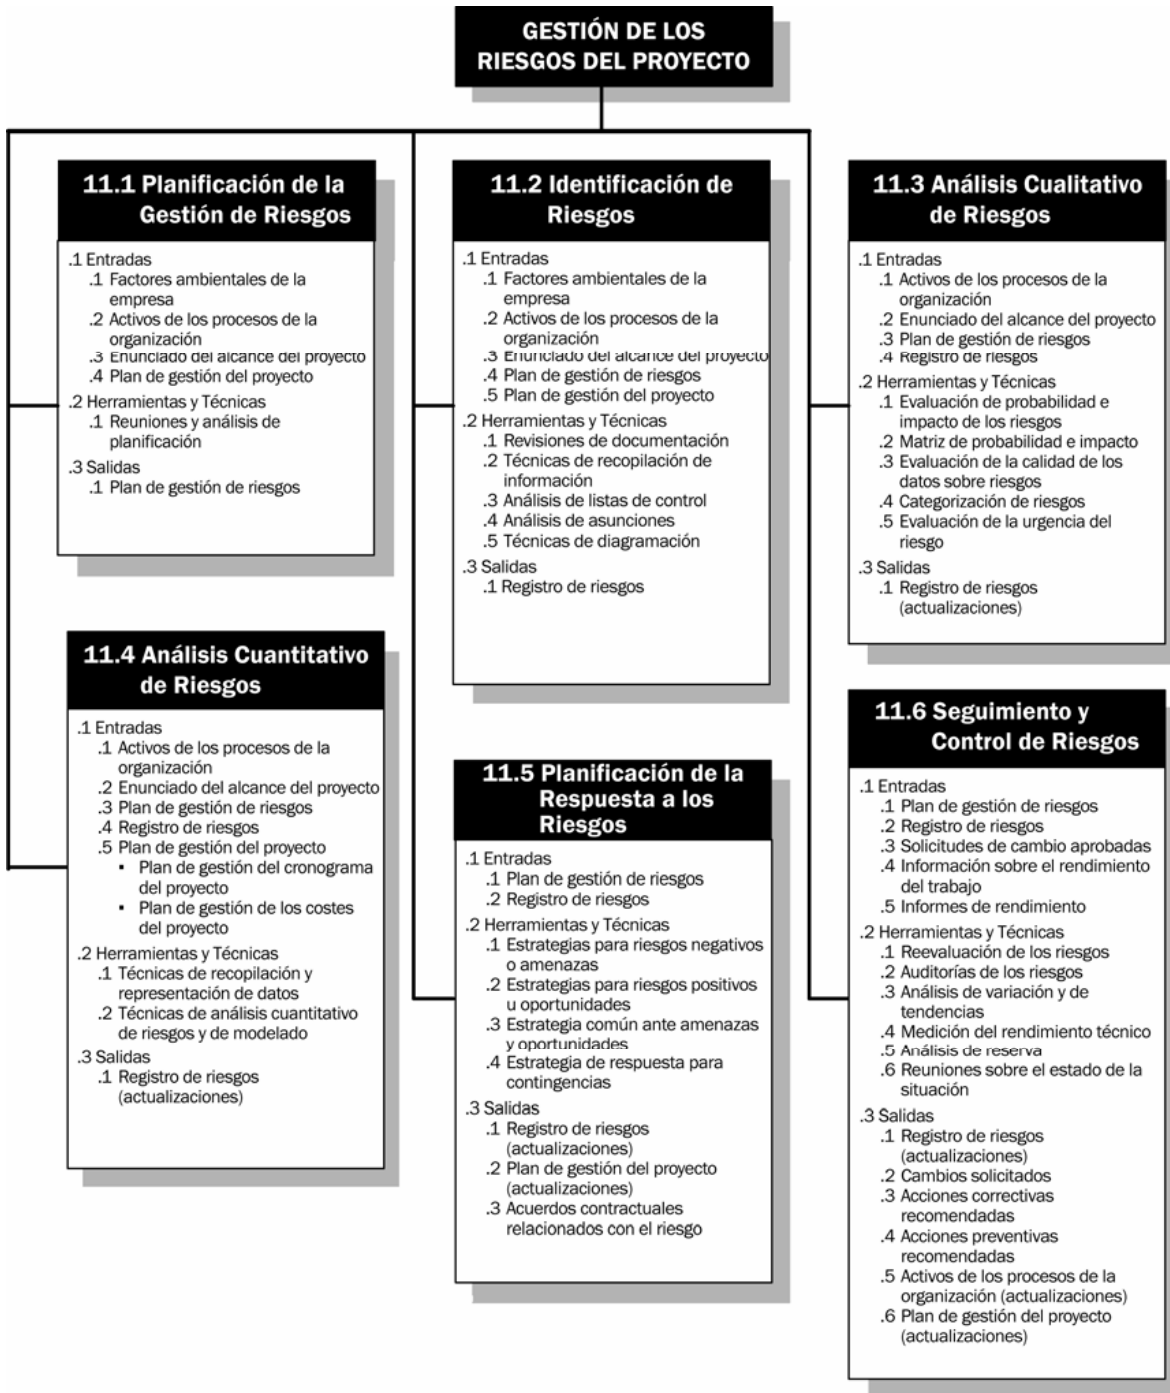 GESTIÓN DE LOS
RIESGOS DEL PROYECTO
11.1 Planificación de la
Gestión de Riesgos
.1 Entradas
.1 Factores ambientales de la
empresa
.2 Activos de los procesos de la
organización
.3 Enunciado del alcance del proyecto
.4 Plan de gestión del proyecto
.2 Herramientas y Técnicas
.1 Reuniones y análisis de
planificación
.3 Salidas
.1 Plan de gestión de riesgos
11.2 Identificación de
Riesgos
.1 Entradas
.1 Factores ambientales de la
empresa
.2 Activos de los procesos de la
organización
.3 Enunciado del alcance del proyecto
.4 Plan de gestión de riesgos
.5 Plan de gestión del proyecto
.2 Herramientas y Técnicas
.1 Revisiones de documentación
.2 Técnicas de recopilación de
información
.3 Análisis de listas de control
.4 Análisis de asunciones
.5 Técnicas de diagramación
.3 Salidas
.1 Registro de riesgos
11.3 Análisis Cualitativo
de Riesgos
.1 Entradas
.1 Activos de los procesos de la
organización
.2 Enunciado del alcance del proyecto
.3 Plan de gestión de riesgos
.4 Registro de riesgos
.2 Herramientas y Técnicas
.1 Evaluación de probabilidad e
impacto de los riesgos
.2 Matriz de probabilidad e impacto
.3 Evaluación de la calidad de los
datos sobre riesgos
.4 Categorización de riesgos
.5 Evaluación de la urgencia del
riesgo
.3 Salidas
.1 Registro de riesgos
(actualizaciones)
11.4 Análisis Cuantitativo
de Riesgos
.1 Entradas
.1 Activos de los procesos de la
organización
.2 Enunciado del alcance del proyecto
.3 Plan de gestión de riesgos
.4 Registro de riesgos
.5 Plan de gestión del proyecto
▪ Plan de gestión del cronograma
del proyecto
▪ Plan de gestión de los costes
del proyecto
.2 Herramientas y Técnicas
.1 Técnicas de recopilación y
representación de datos
.2 Técnicas de análisis cuantitativo
de riesgos y de modelado
.3 Salidas
.1 Registro de riesgos
(actualizaciones)
11.5 Planificación de la
Respuesta a los
Riesgos
.1 Entradas
.1 Plan de gestión de riesgos
.2 Registro de riesgos
.2 Herramientas y Técnicas
.1 Estrategias para riesgos negativos
o amenazas
.2 Estrategias para riesgos positivos
u oportunidades
.3 Estrategia común ante amenazas
y oportunidades
.4 Estrategia de respuesta para
contingencias
.3 Salidas
.1 Registro de riesgos
(actualizaciones)
.2 Plan de gestión del proyecto
(actualizaciones)
.3 Acuerdos contractuales
relacionados con el riesgo
11.6 Seguimiento y
Control de Riesgos
.1 Entradas
.1 Plan de gestión de riesgos
.2 Registro de riesgos
.3 Solicitudes de cambio aprobadas
.4 Información sobre el rendimiento
del trabajo
.5 Informes de rendimiento
.2 Herramientas y Técnicas
.1 Reevaluación de los riesgos
.2 Auditorías de los riesgos
.3 Análisis de variación y de
tendencias
.4 Medición del rendimiento técnico
.5 Análisis de reserva
.6 Reuniones sobre el estado de la
situación
.3 Salidas
.1 Registro de riesgos
(actualizaciones)
.2 Cambios solicitados
.3 Acciones correctivas
recomendadas
.4 Acciones preventivas
recomendadas
.5 Activos de los procesos de la
organización (actualizaciones)
.6 Plan de gestión del proyecto
(actualizaciones)